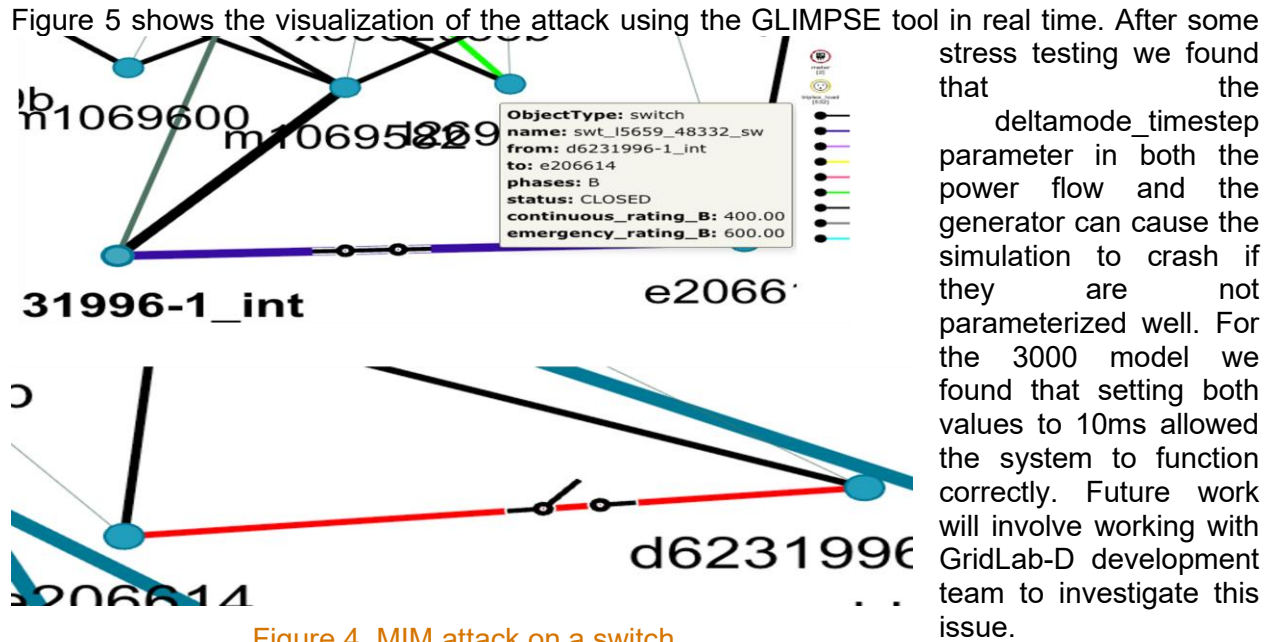 Figure 5 shows the visualization of the attack using the GLIMPSE tool in real time. After some
stress testing we found
that the
deltamode_timestep
parameter in both the
power flow and the
generator can cause the
simulation to crash if
they are not
parameterized well. For
the 3000 model we
found that setting both
values to 10ms allowed
the system to function
correctly. Future work
will involve working with
GridLab-D development
team to investigate this
issue.
m1069600
m1069582
ObjectType: switch
name: swt_l5659_48332_sw
from: d6231996-1_int
to: e206614
phases: B
status: CLOSED
continuous_rating_B: 400.00
emergency_rating_B: 600.00
meter
[2]
31996-1_int
e2066
d6231996
e206614
Figure 4. MIM attack on a switch